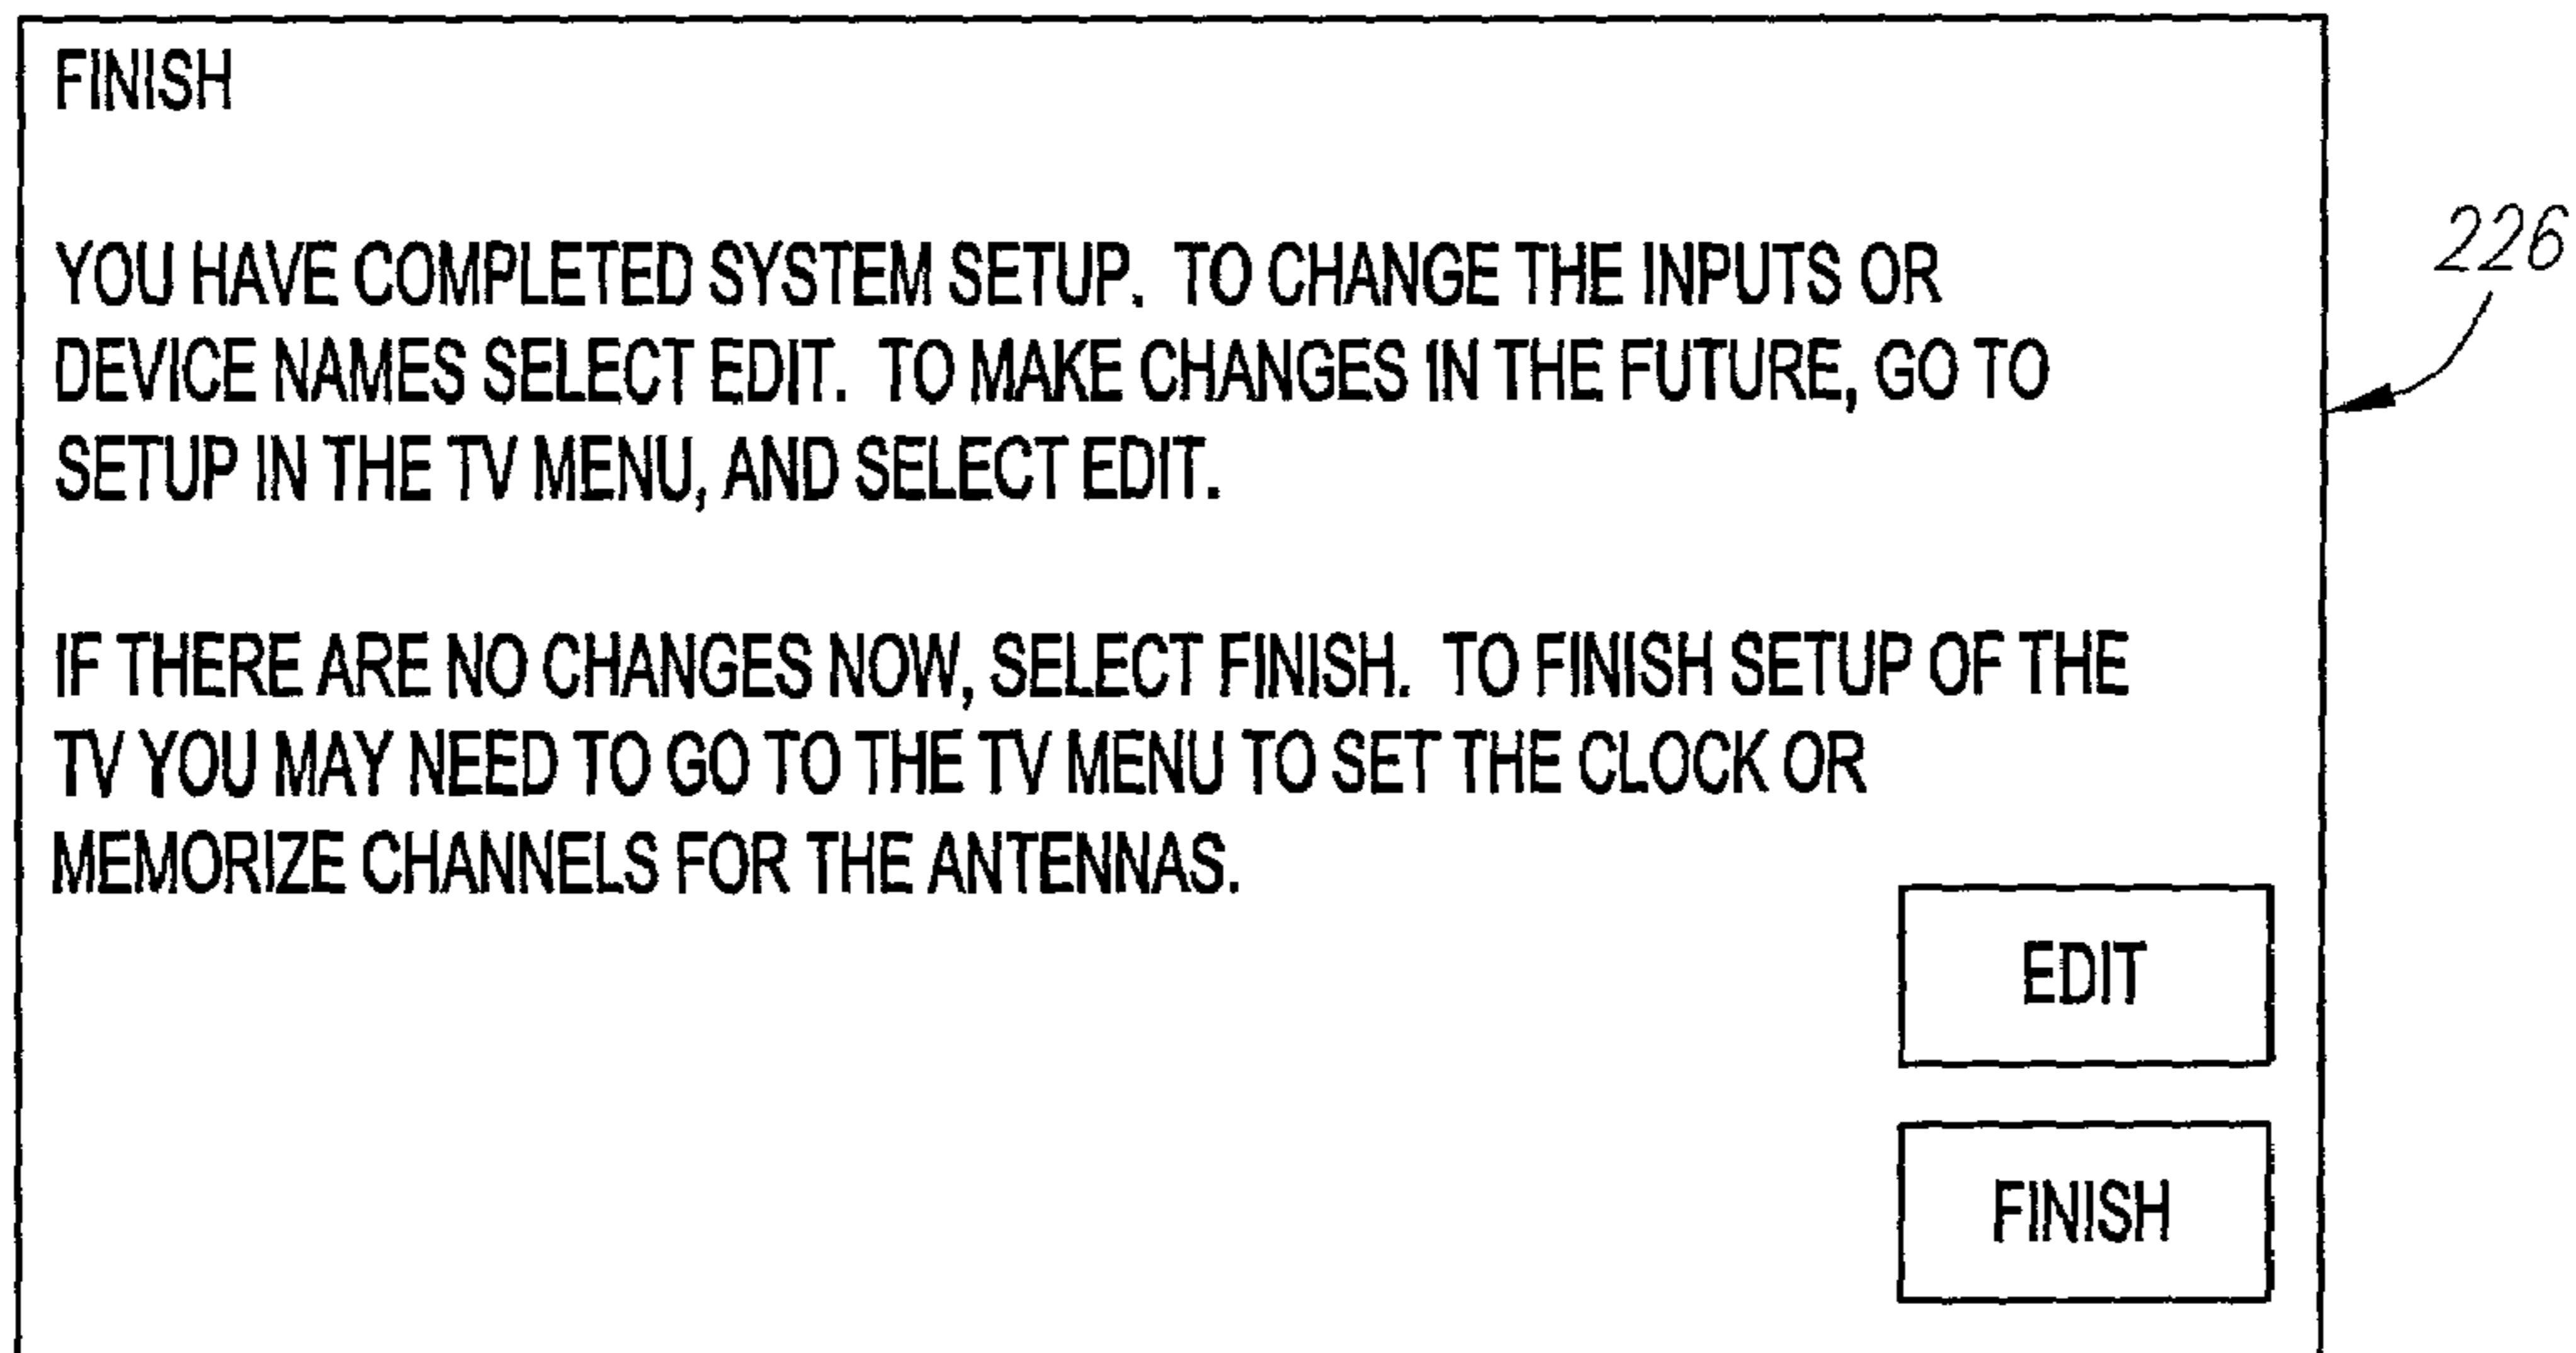 FINISH
YOU HAVE COMPLETED SYSTEM SETUP. TO CHANGE THE INPUTS OR
DEVICE NAMES SELECT EDIT. TO MAKE CHANGES IN THE FUTURE, GO TO
SETUP IN THE TV MENU, AND SELECT EDIT.
IF THERE ARE NO CHANGES NOW, SELECT FINISH. TO FINISH SETUP OF THE
TV YOU MAY NEED TO GO TO THE TV MENU TO SET THE CLOCK OR
MEMORIZE CHANNELS FOR THE ANTENNAS.
EDIT
FINISH
226